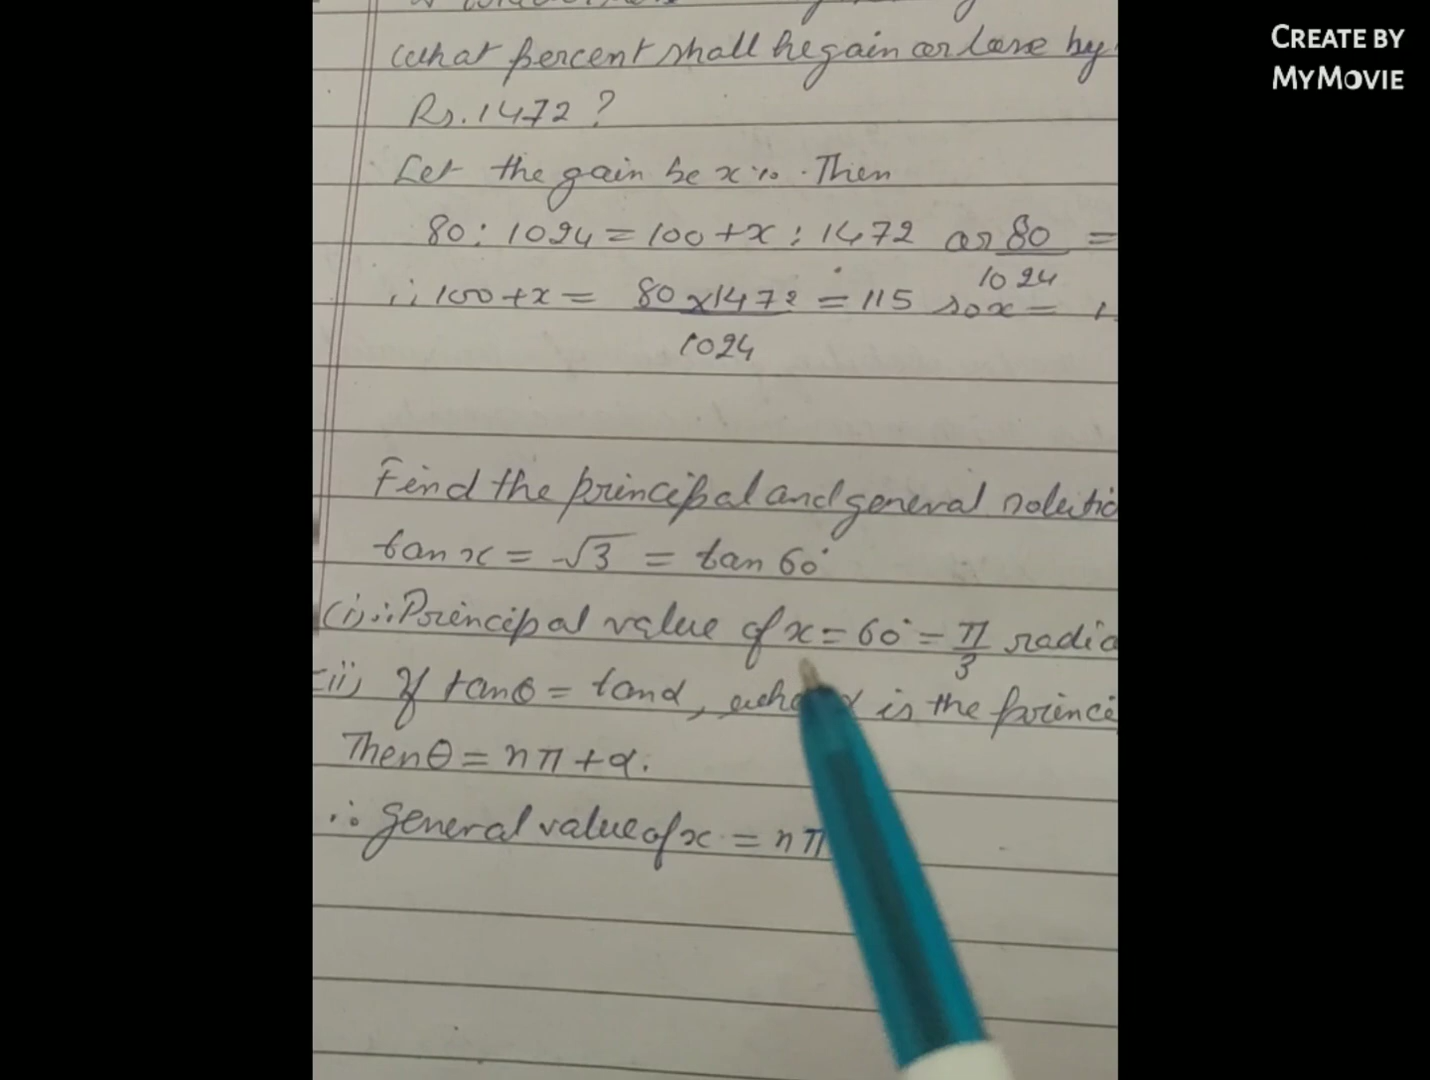 CREATE BY
MYMOVIE
What percent shall he gain or lose by
Rs. 1472 ?
Let the gain be x%. Then
80 : 1024 = 100 + x : 1472 or 80/1024 =
∴ 100 + x = 80 x 1472/1024 = 115 so x =
Find the principal and general solutio
tan x = √3 = tan 60°
(i) ∴ Principal value of x = 60° = π/3 radia
ii) If tanθ = tanα, α is the princi
Then θ = nπ + α.
∴ general value of x = nπ